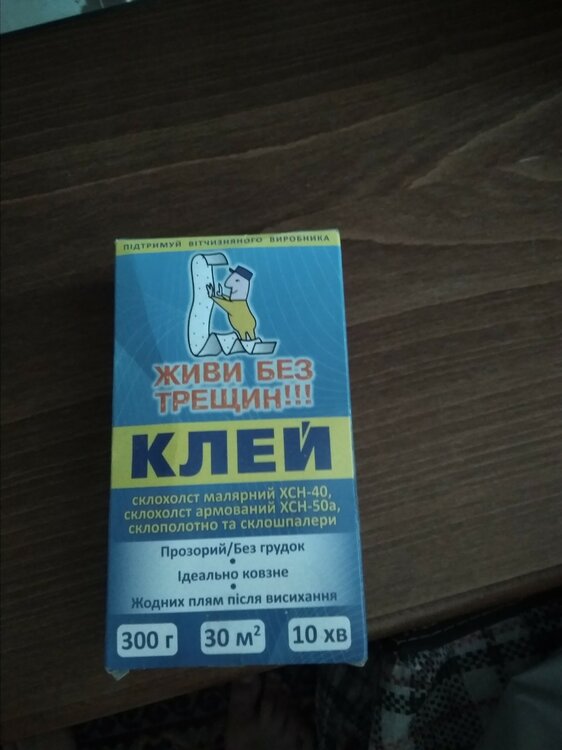 ПІДТРИМУЙ ВІТЧИЗНЯНОГО ВИРОБНИКА
ЖИВИ БЕЗ
ТРЕЩИН!!!
КЛЕЙ
склохолст малярний ХСН-40,
склохолст армований ХСН-50а,
склополотно та склошпалери
Прозорий/Без грудок
•
Ідеально ковзне
•
Жодних плям після висихання
300 г 30 м² 10 хв